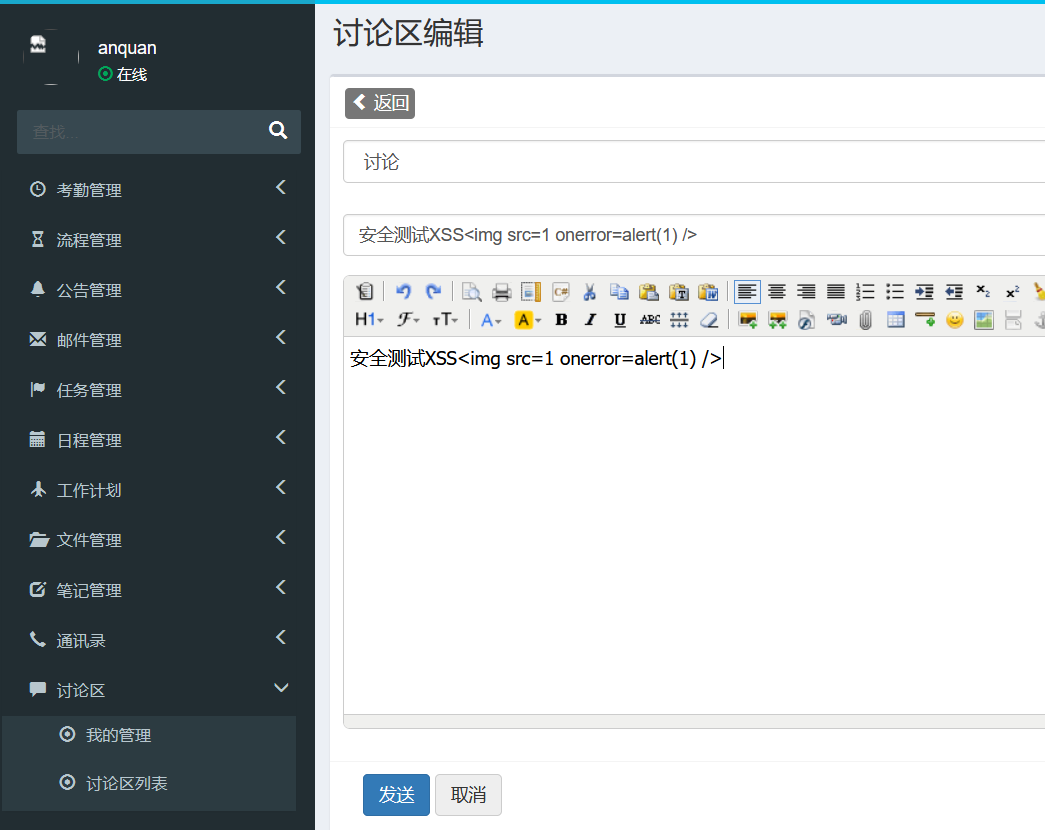 anquan
在线
查找...
考勤管理
流程管理
公告管理
邮件管理
任务管理
日程管理
工作计划
文件管理
笔记管理
通讯录
讨论区
我的管理
讨论区列表
讨论区编辑
返回
讨论
安全测试XSS<img src=1 onerror=alert(1) />
H1 F TT A A B I U ABC
安全测试XSS<img src=1 onerror=alert(1) />
发送 取消